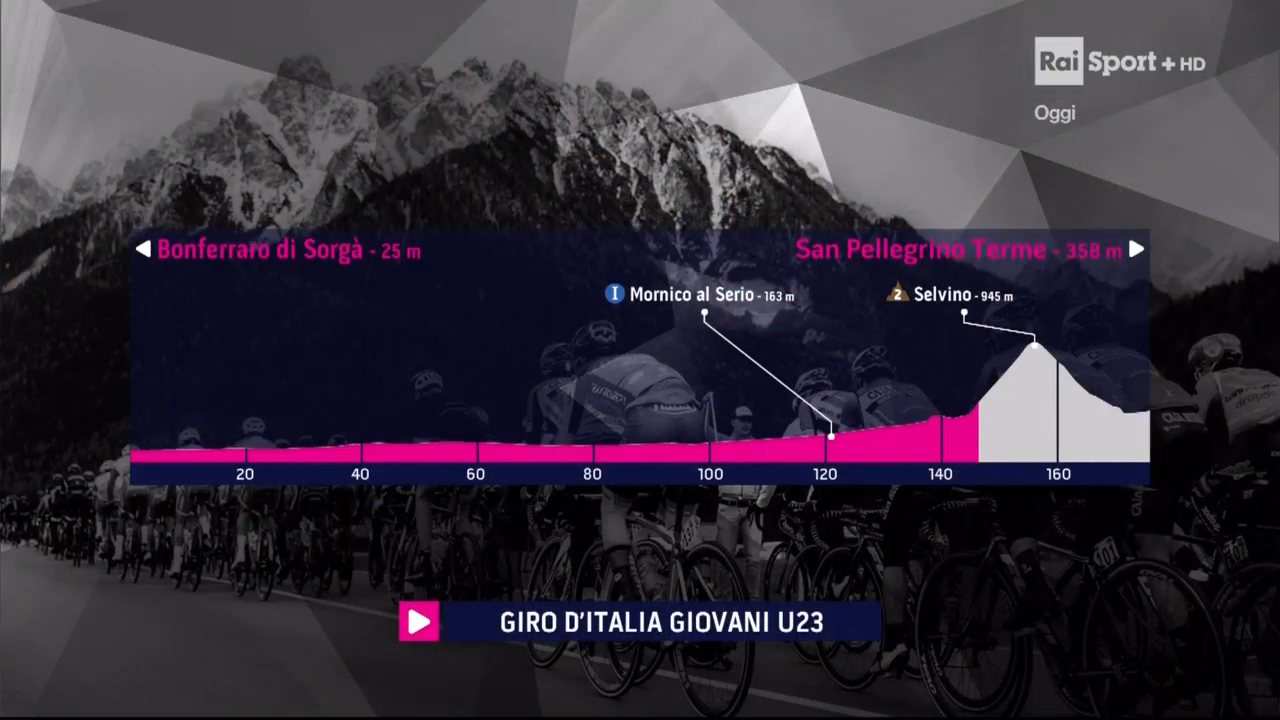 Rai Sport + HD
Oggi
Bonferraro di Sorgà - 25 m
San Pellegrino Terme - 358 m
I Mornico al Serio - 163 m
2 Selvino - 945 m
20 40 60 80 100 120 140 160
GIRO D'ITALIA GIOVANI U23